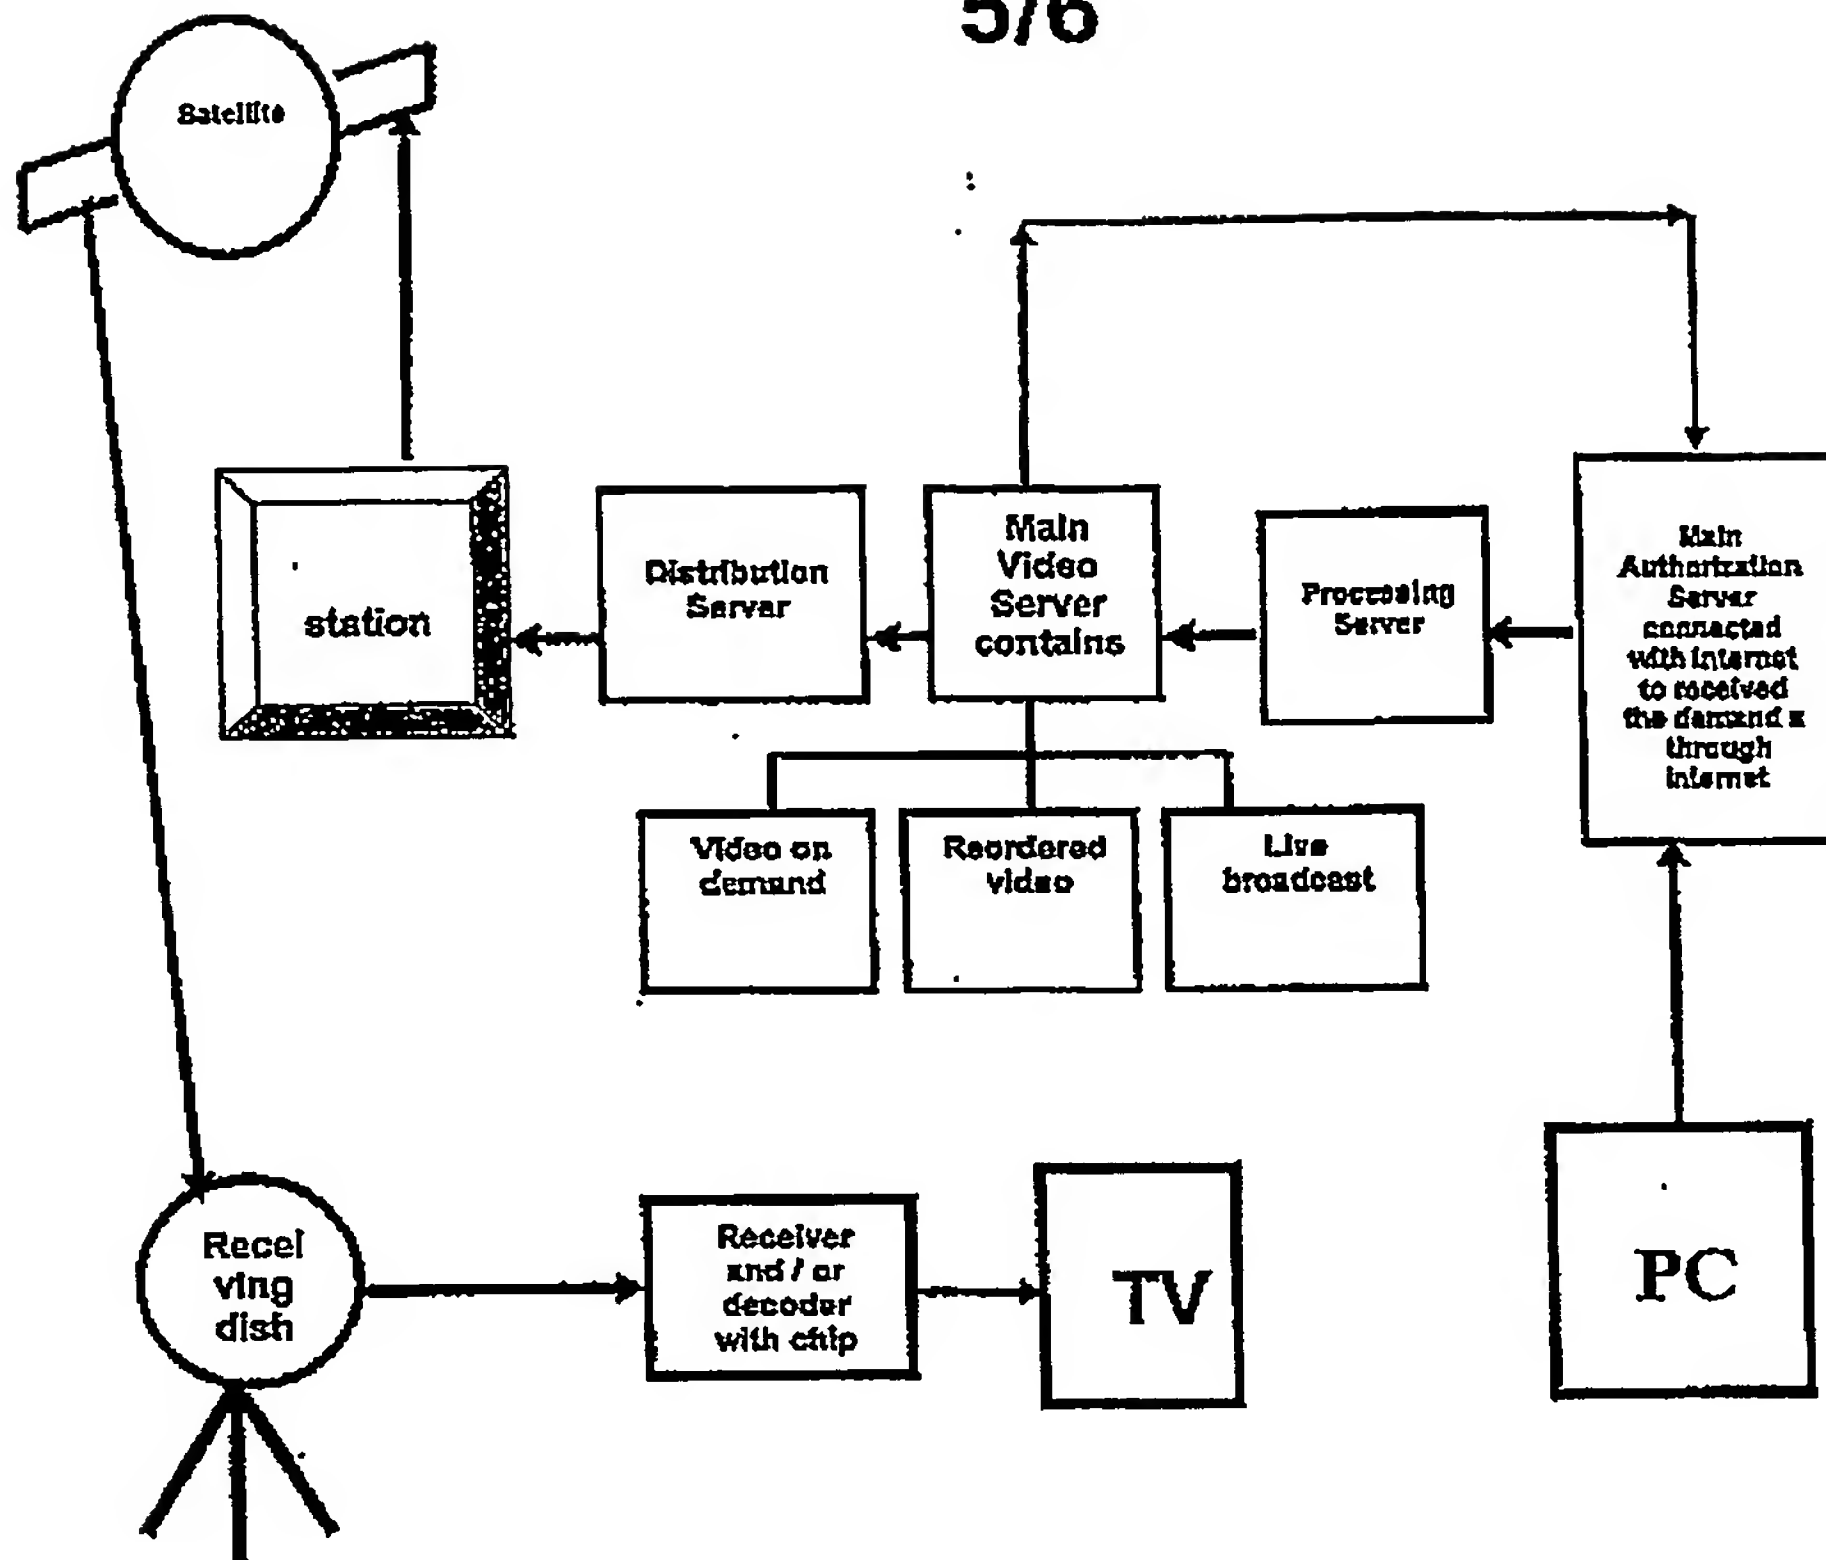 5/6
Satellite
station
Distribution
Server
Main
Video
Server
contains
Processing
Server
Main
Authorization
Server
connected
with internet
to received
the demand s
through
internet
Video on
demand
Reordered
video
Live
broadcast
Recei
ving
dish
Receiver
and / or
decoder
with chip
TV
PC